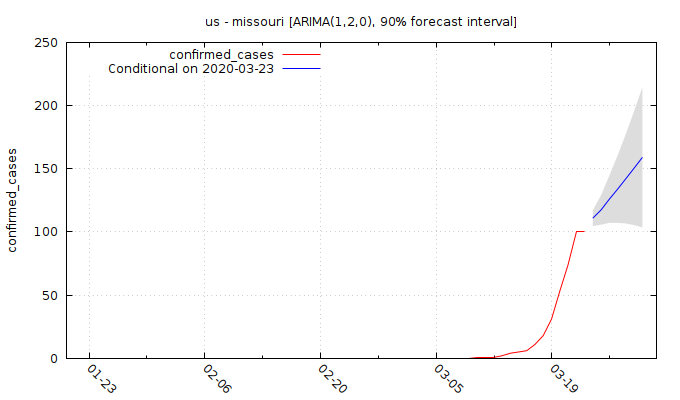 us - missouri [ARIMA(1,2,0), 90% forecast interval]
confirmed_cases
Conditional on 2020-03-23
confirmed_cases
250
200
150
100
50
0
01-23
02-06
02-20
03-05
03-19